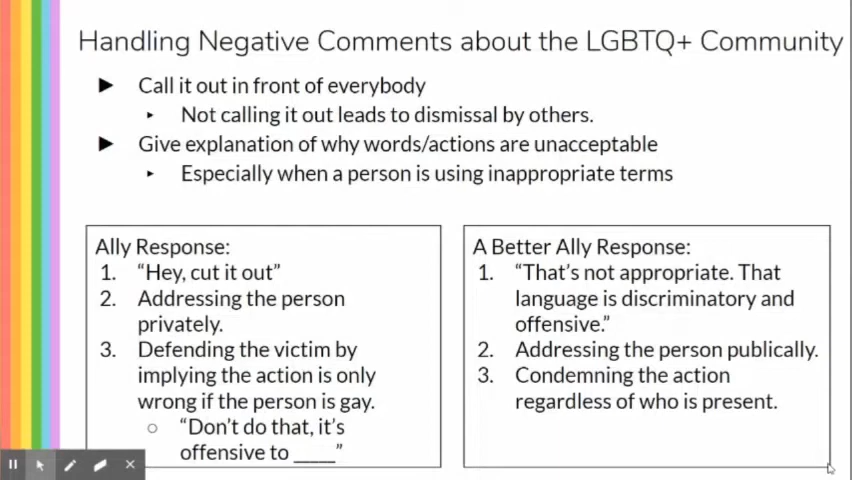 Handling Negative Comments about the LGBTQ+ Community
► Call it out in front of everybody
‣ Not calling it out leads to dismissal by others.
► Give explanation of why words/actions are unacceptable
‣ Especially when a person is using inappropriate terms
Ally Response:
1. “Hey, cut it out”
2. Addressing the person
privately.
3. Defending the victim by
implying the action is only
wrong if the person is gay.
○ “Don’t do that, it’s
offensive to ____”
A Better Ally Response:
1. “That’s not appropriate. That
language is discriminatory and
offensive.”
2. Addressing the person publically.
3. Condemning the action
regardless of who is present.